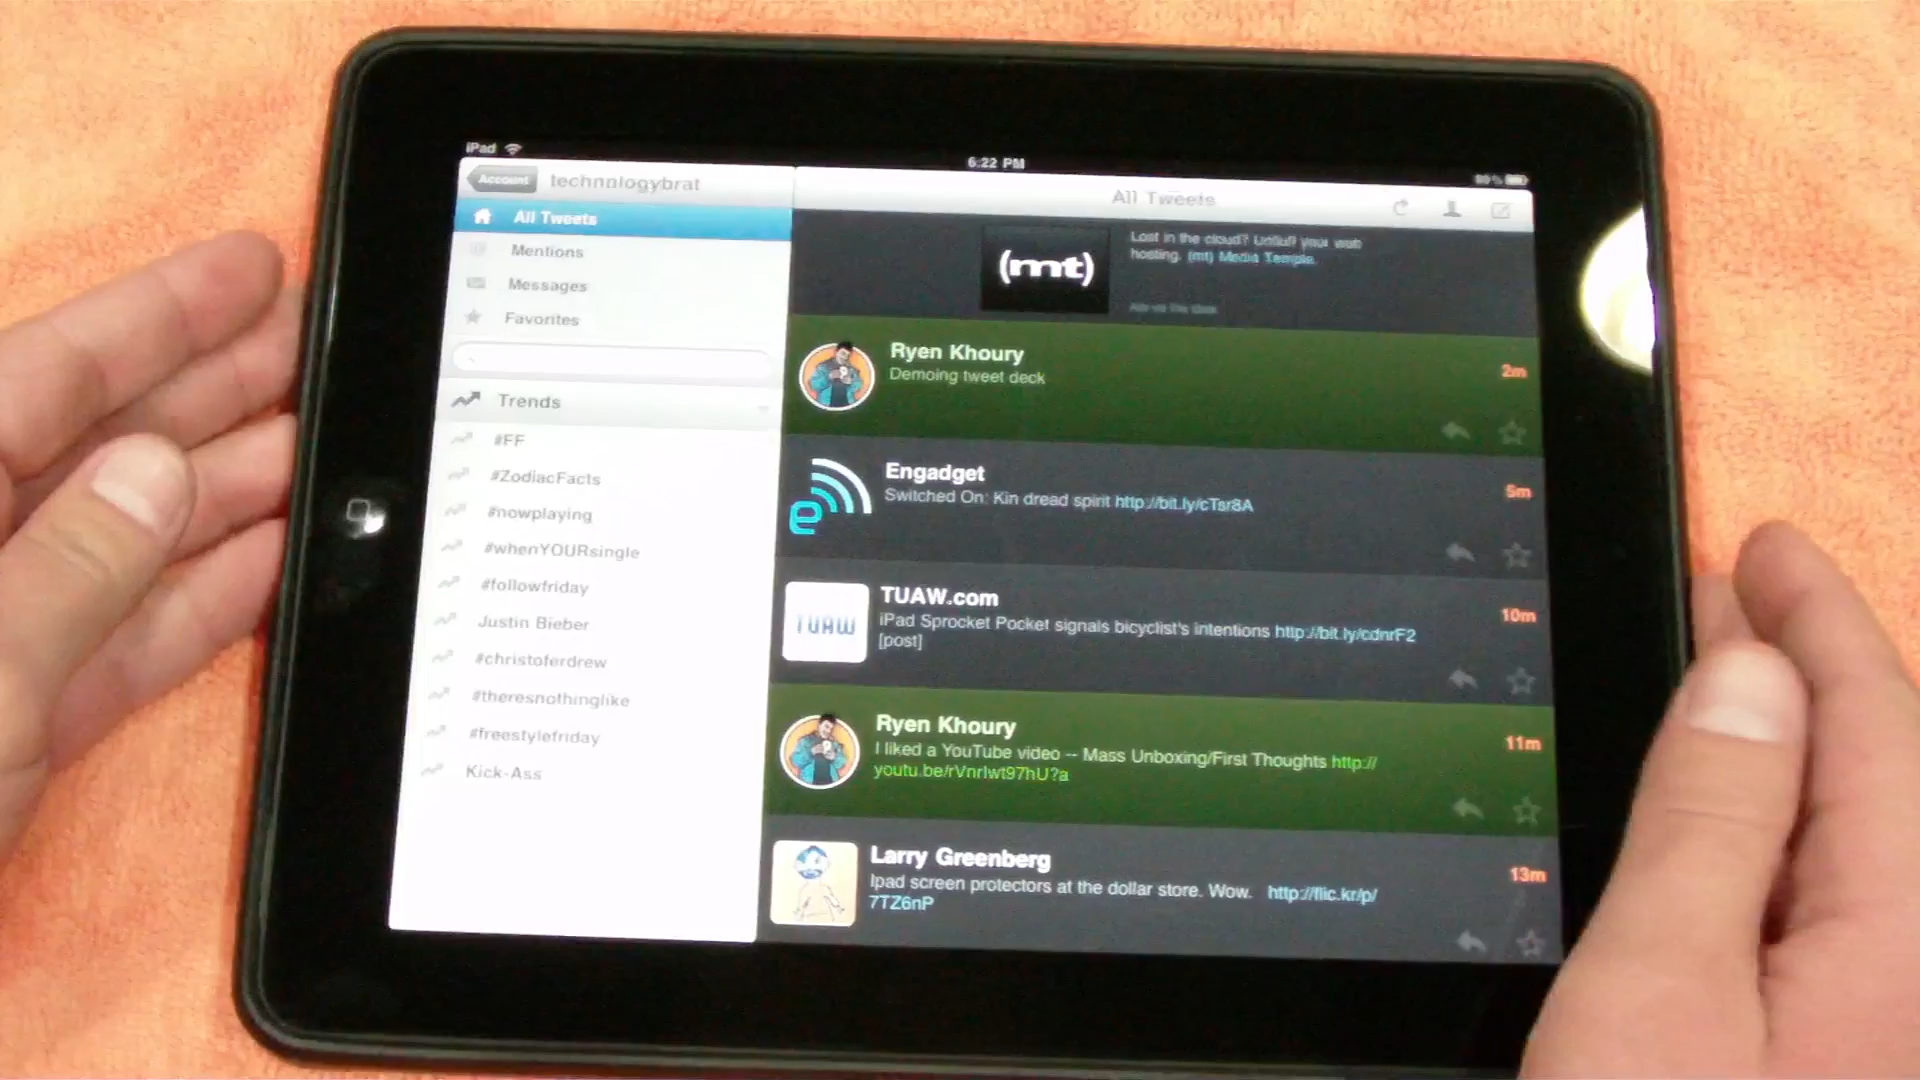 iPad
6:22 PM
Account
technologybrat
All Tweets
Mentions
Messages
Favorites
Trends
#FF
#ZodiacFacts
#nowplaying
#whenYOURsingle
#followfriday
Justin Bieber
#christoferdrew
#theresnothinglike
#freestylefriday
Kick-Ass
All Tweets
(mt)
Lost in the cloud? your web
hosting. (mt) Media Temple.
Ryen Khoury
2m
Demoing tweet deck
Engadget
5m
Switched On: Kin dread spirit http://bit.ly/cTsr8A
TUAW
TUAW.com
10m
iPad Sprocket Pocket signals bicyclist's intentions http://bit.ly/cdnrF2
[post]
Ryen Khoury
11m
I liked a YouTube video -- Mass Unboxing/First Thoughts http://
youtu.be/rVnrIwt97hU?a
Larry Greenberg
13m
Ipad screen protectors at the dollar store. Wow. http://flic.kr/p/
7TZ6nP